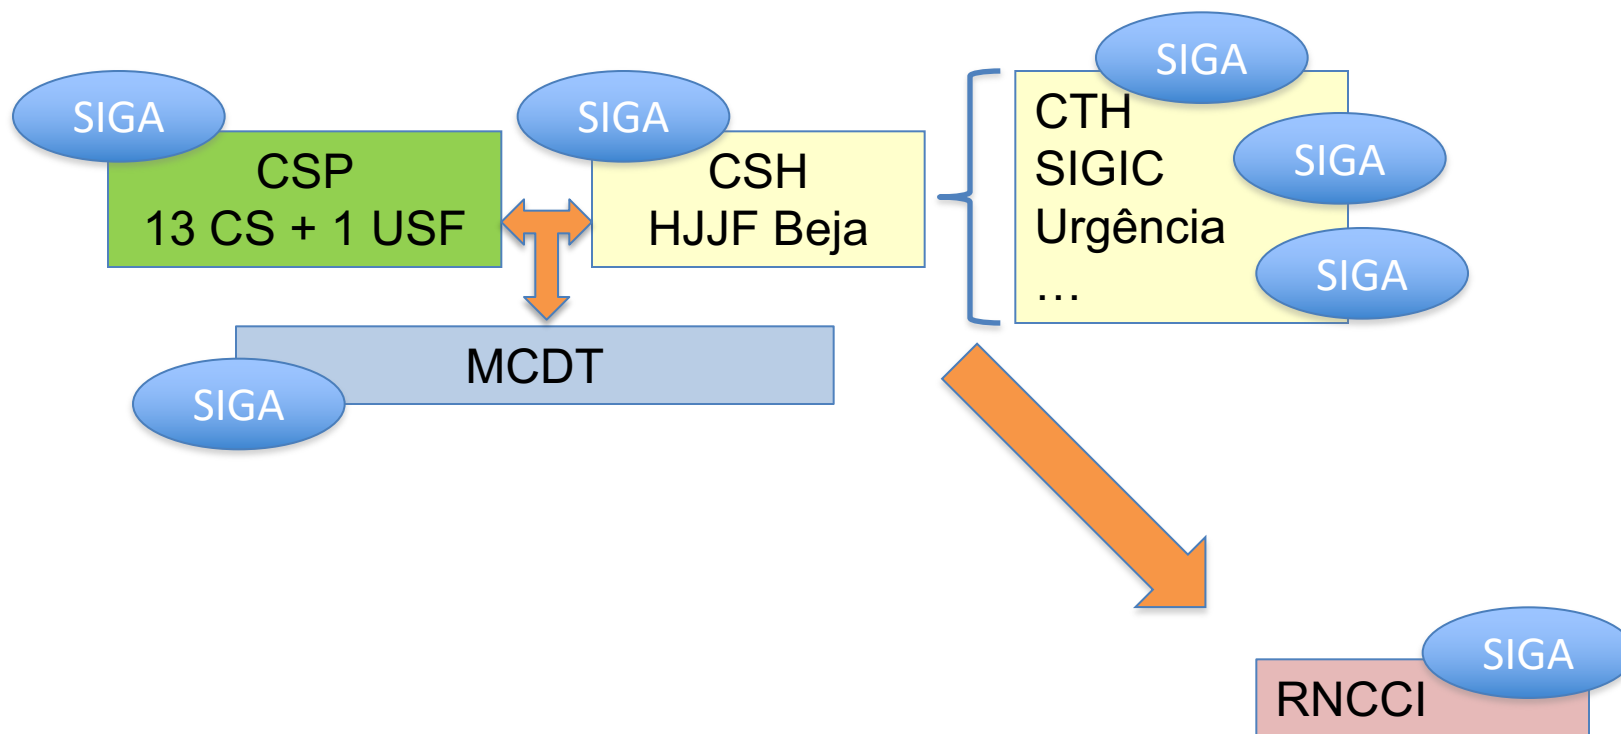 SIGA
CSP
13 CS + 1 USF
SIGA
CSH
HJJF Beja
SIGA
CTH
SIGIC
Urgência
…
SIGA
SIGA
MCDT
SIGA
SIGA
RNCCI